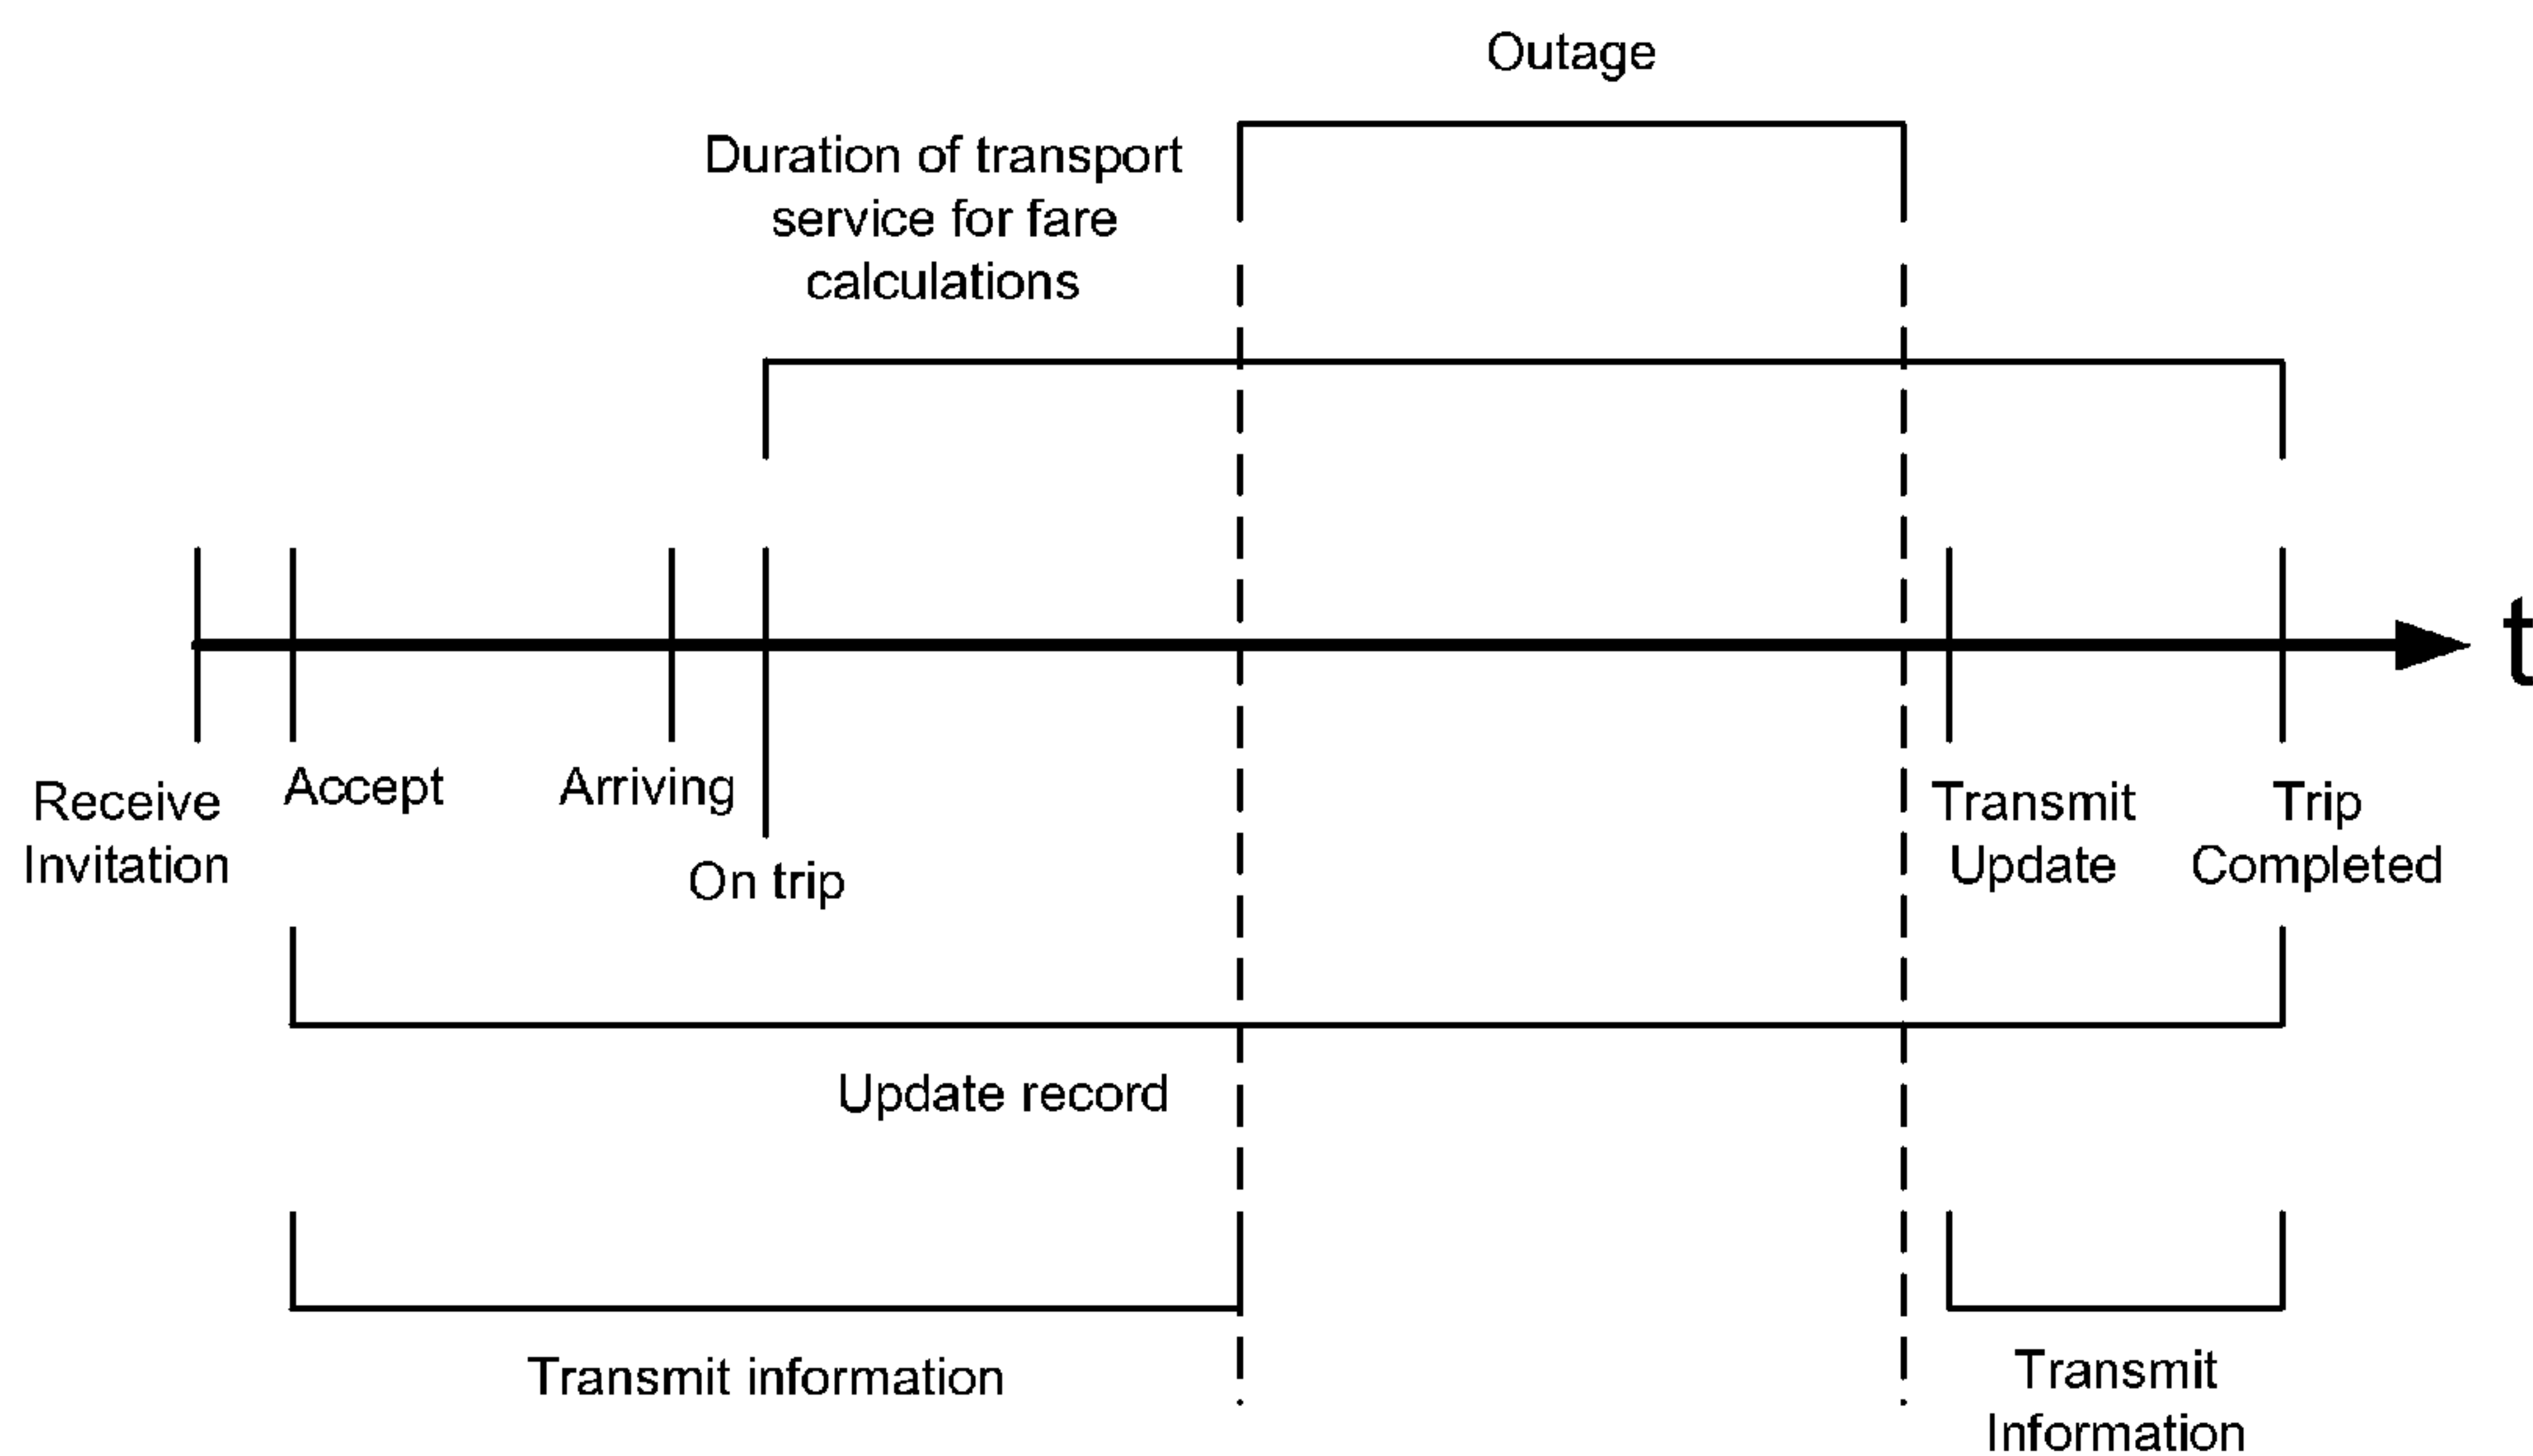 Outage
Duration of transport
service for fare
calculations
t
Receive
Invitation
Accept
Arriving
On trip
Transmit
Update
Trip
Completed
Update record
Transmit information
Transmit
Information